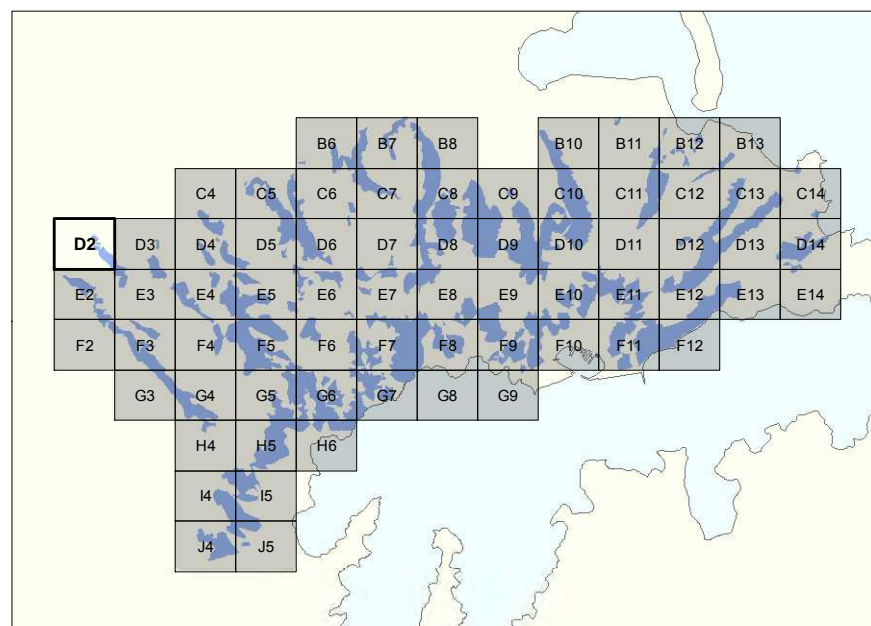 B6 B7 B8 B10 B11 B12 B13
C4 C5 C6 C7 C8 C9 C10 C11 C12 C13 C14
D2 D3 D4 D5 D6 D7 D8 D9 D10 D11 D12 D13 D14
E2 E3 E4 E5 E6 E7 E8 E9 E10 E11 E12 E13 E14
F2 F3 F4 F5 F6 F7 F8 F9 F10 F11 F12
G3 G4 G5 G6 G7 G8 G9
H4 H5 H6
I4 I5
J4 J5